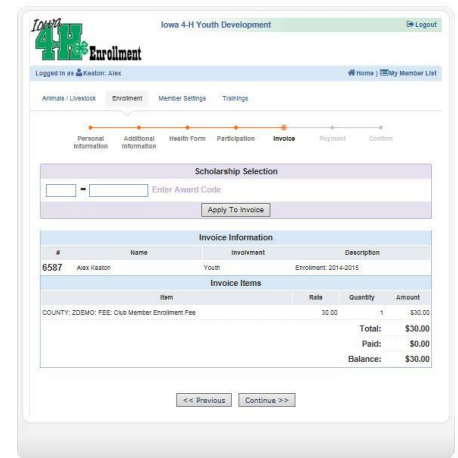 Iowa
4-H
Enrollment
Iowa 4-H Youth Development
Logout
Logged in as Keaton: Alex
Home | My Member List
Animals / Livestock Enrollment Member Settings Trainings
Personal Information Additional Information Health Form Participation Invoice Payment Confirm
Scholarship Selection
- Enter Award Code
Apply To Invoice
Invoice Information
# Name Involvment Description
6587 Alex Keaton Youth Enrollment: 2014-2015
Invoice Items
Item Rate Quantity Amount
COUNTY: ZDEMO: FEE: Club Member Enrollment Fee 30.00 1 $30.00
Total: $30.00
Paid: $0.00
Balance: $30.00
<< Previous Continue >>